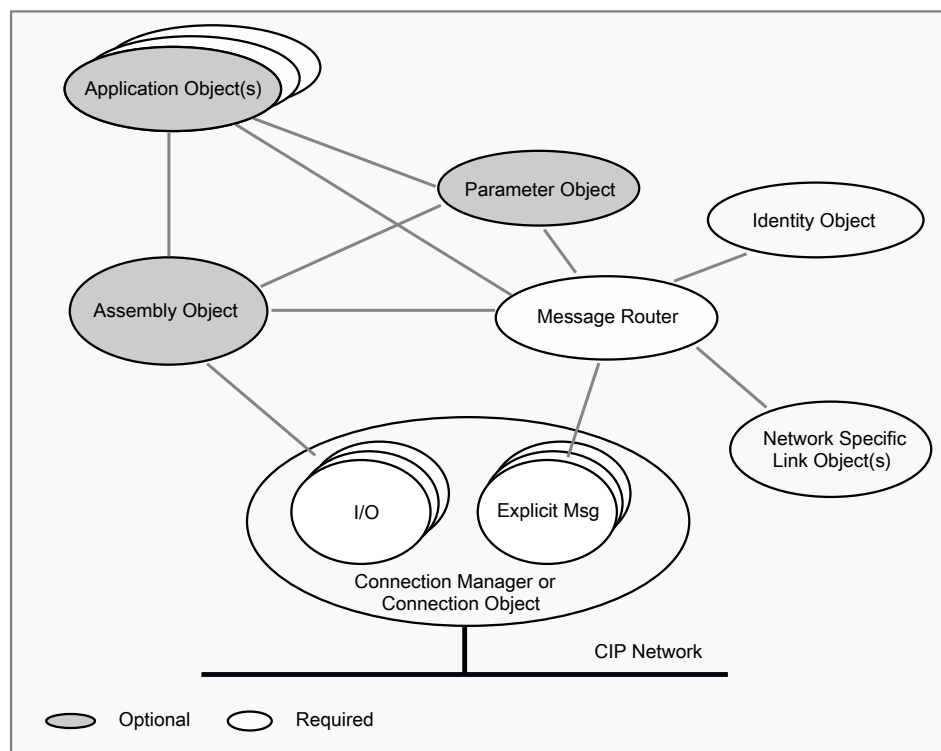 Application Object(s)
Parameter Object
Identity Object
Assembly Object
Message Router
Network Specific
Link Object(s)
I/O
Explicit Msg
Connection Manager or
Connection Object
CIP Network
Optional
Required